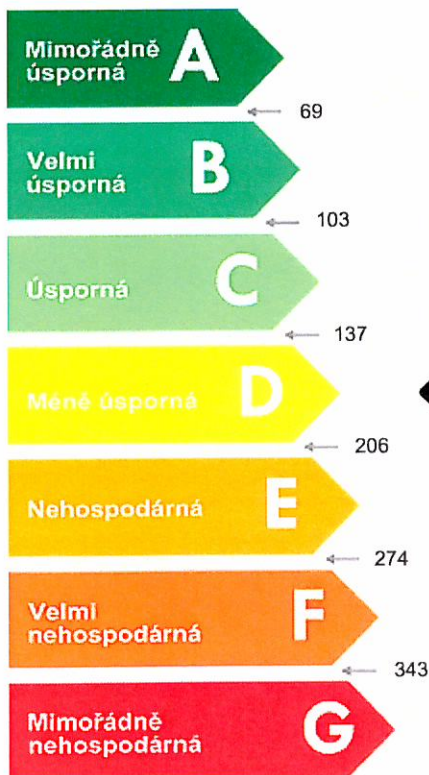 Mimořádně
úsporná
A
69
Velmi
úsporná
B
103
Úsporná
C
137
Méně úsporná
D
206
Nehospodárná
E
274
Velmi
nehospodárná
F
343
Mimořádně
nehospodárná
G